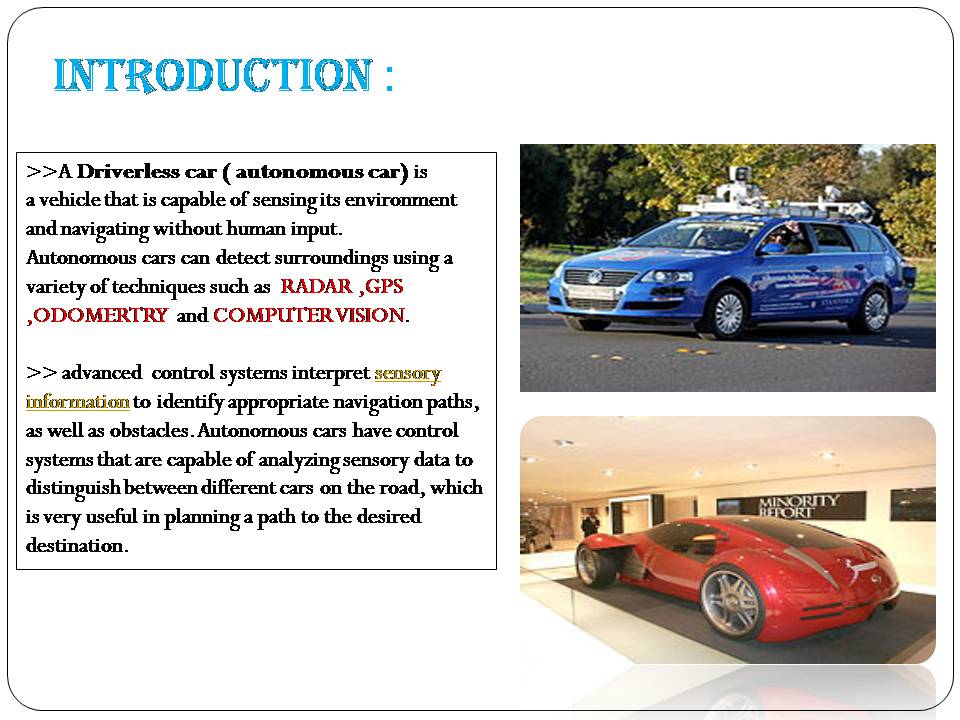 INTRODUCTION :
>>A Driverless car ( autonomous car) is
a vehicle that is capable of sensing its environment
and navigating without human input.
Autonomous cars can detect surroundings using a
variety of techniques such as RADAR ,GPS
,ODOMERTRY and COMPUTER VISION.
>> advanced control systems interpret sensory
information to identify appropriate navigation paths,
as well as obstacles. Autonomous cars have control
systems that are capable of analyzing sensory data to
distinguish between different cars on the road, which
is very useful in planning a path to the desired
destination.
STANFORD
MINORITY
REPORT